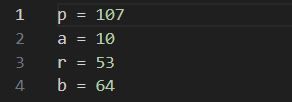 1 p = 107
2 a = 10
3 r = 53
4 b = 64